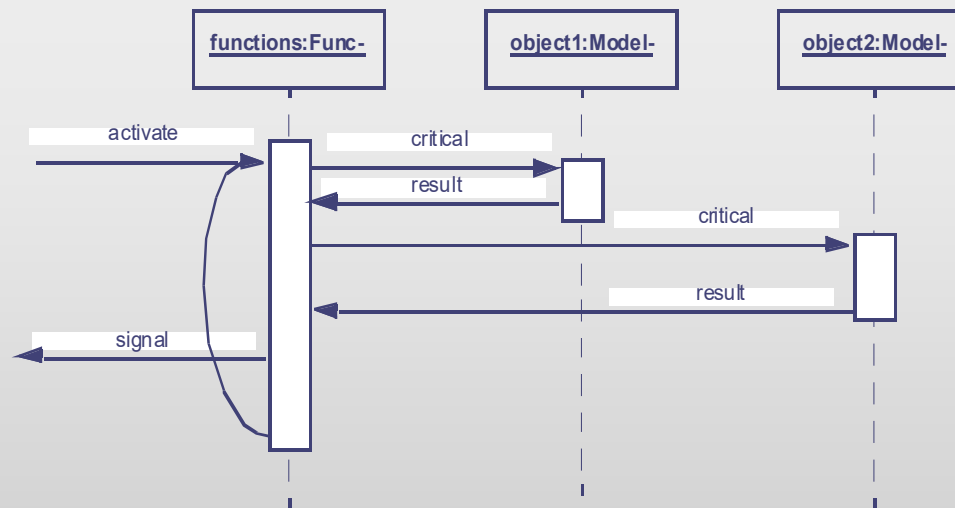 functions:Func-
object1:Model-
object2:Model-
activate
critical
result
critical
result
signal